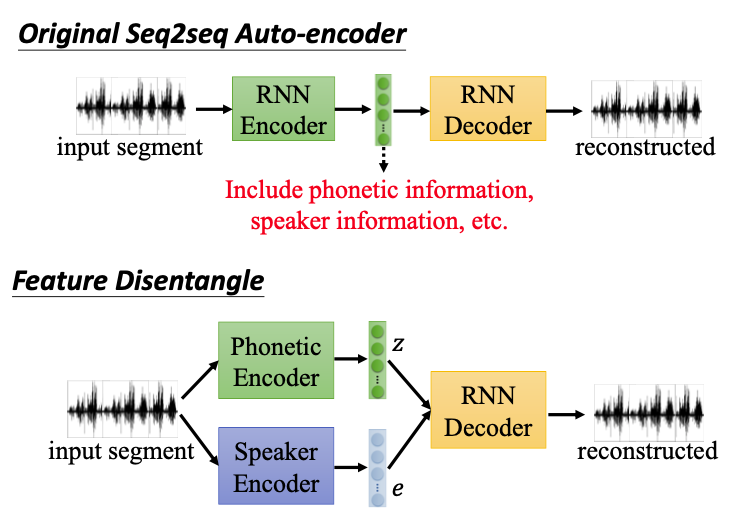 Original Seq2seq Auto-encoder
RNN
Encoder
RNN
Decoder
input segment
reconstructed
Include phonetic information,
speaker information, etc.
Feature Disentangle
Phonetic
Encoder
z
RNN
Decoder
input segment
reconstructed
Speaker
Encoder
e